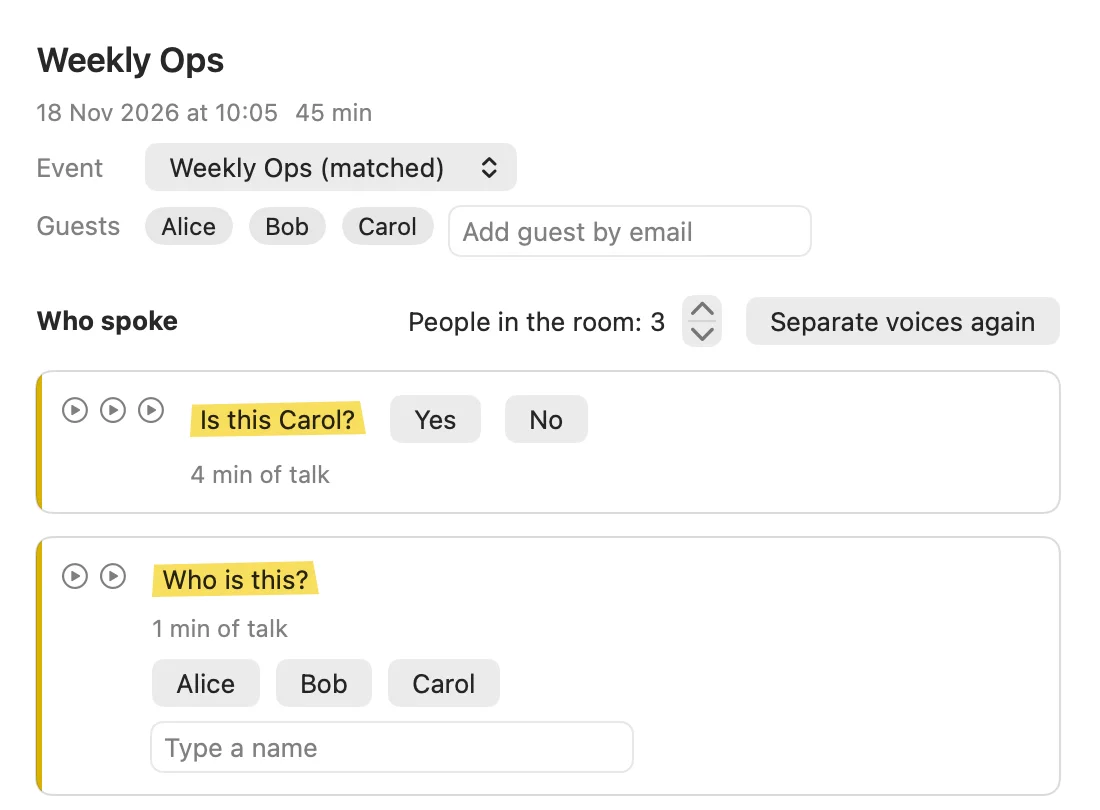 Weekly Ops
18 Nov 2026 at 10:05 45 min
Event Weekly Ops (matched)
Guests Alice Bob Carol Add guest by email
Who spoke People in the room: 3 Separate voices again
Is this Carol? Yes No
4 min of talk
Who is this?
1 min of talk
Alice Bob Carol
Type a name